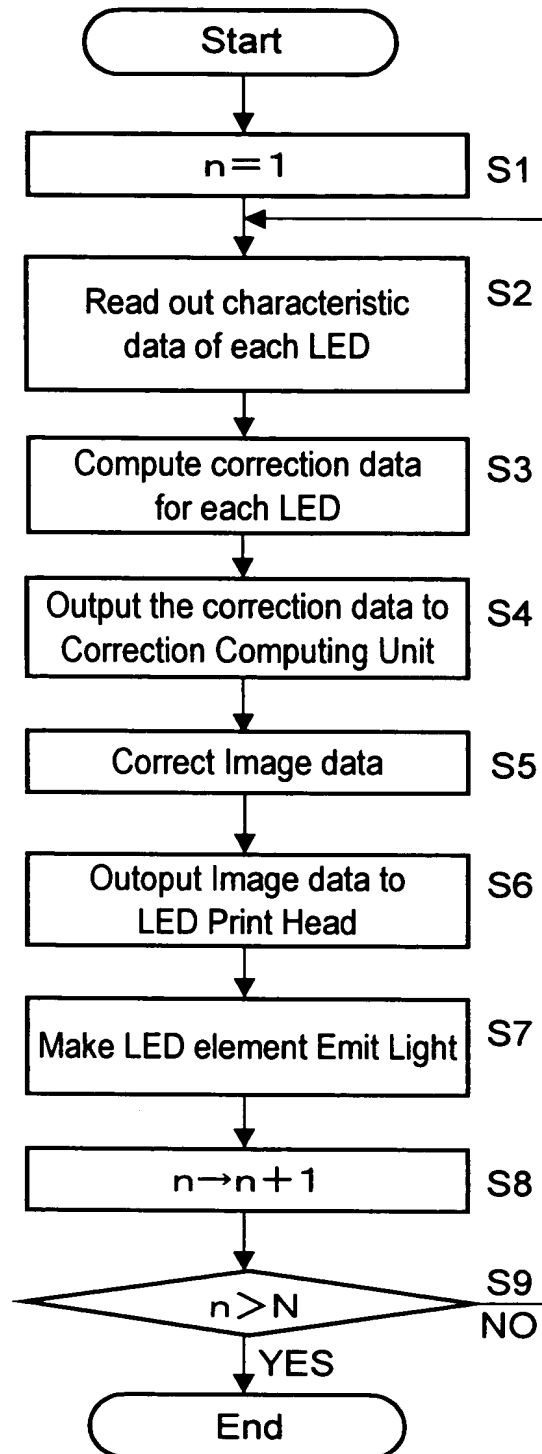 Start
n=1
S1
S2
Read out characteristic
data of each LED
S3
Compute correction data
for each LED
S4
Output the correction data to
Correction Computing Unit
Correct Image data
S5
S6
Outoput Image data to
LED Print Head
S7
Make LED element Emit Light
n→n+1
S8
S9
n>N
NO
YES
End